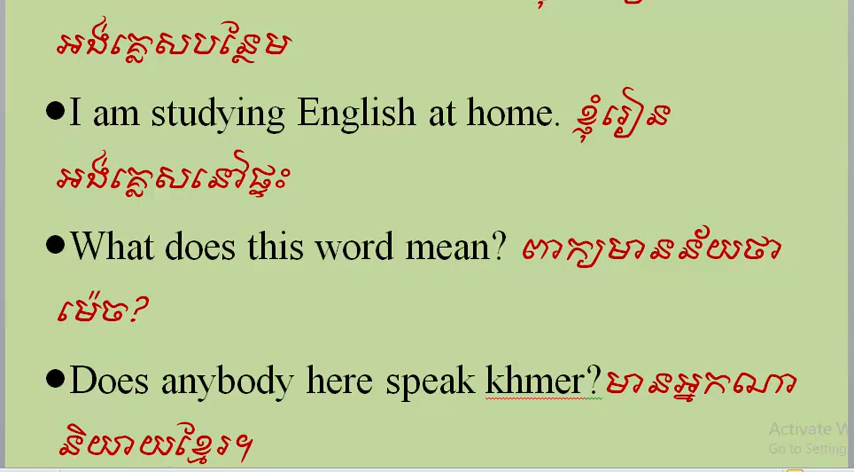 អង់គ្លេសបន្ថែម
●I am studying English at home. ខ្ញុំរៀន
អង់គ្លេសនៅផ្ទះ
●What does this word mean? ពាក្យមានន័យថា
ម៉េច?
●Does anybody here speak khmer?មានអ្នកណា
និយាយខ្មែរ។
Activate W
Go to Setting